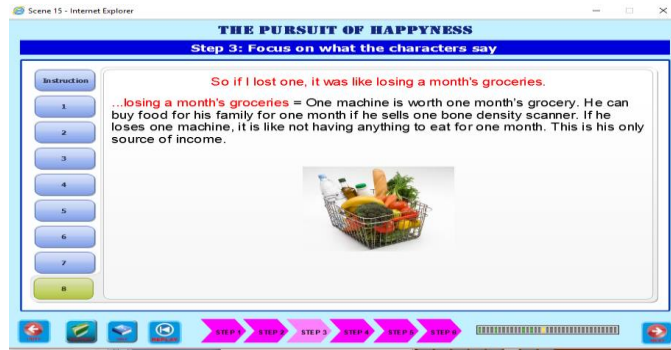 Scene 15 - Internet Explorer
THE PURSUIT OF HAPPYNESS
Step 3: Focus on what the characters say
Instruction
1
2
3
4
5
6
7
8
So if I lost one, it was like losing a month's groceries.
...losing a month's groceries = One machine is worth one month's grocery. He can
buy food for his family for one month if he sells one bone density scanner. If he
loses one machine, it is like not having anything to eat for one month. This is his only
source of income.
REPLAY
STEP 1 STEP 2 STEP 3 STEP 4 STEP 5 STEP 6